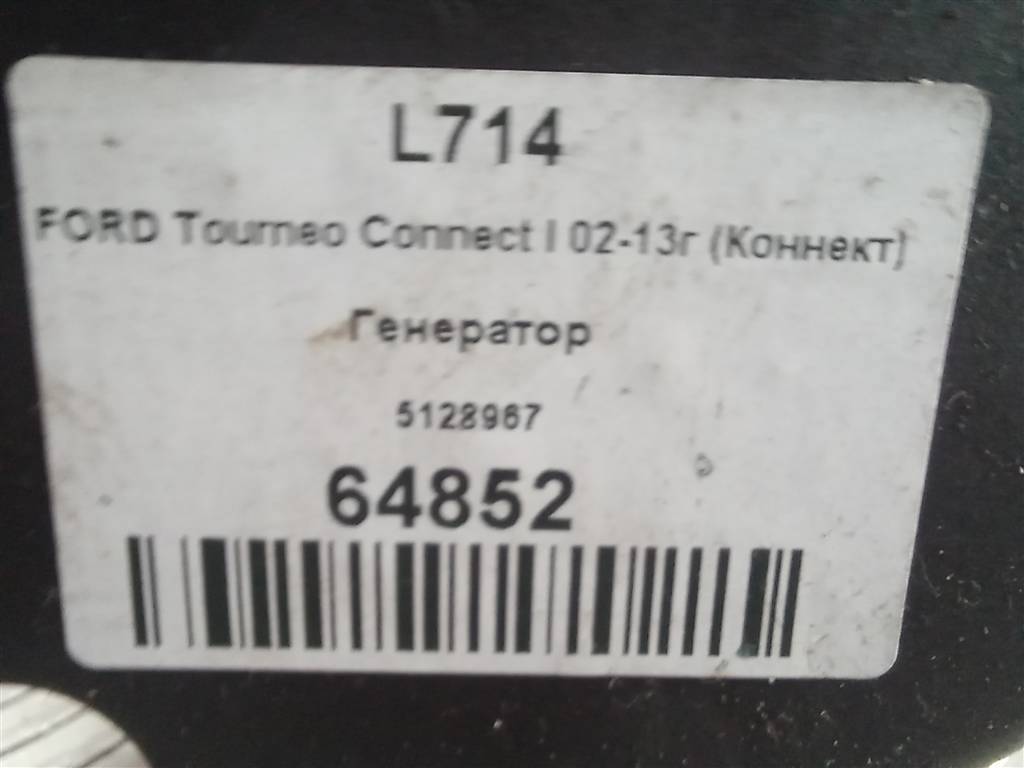 L714
FORD Tourneo Connect I 02-13г (Коннект)
Генератор
5128967
64852